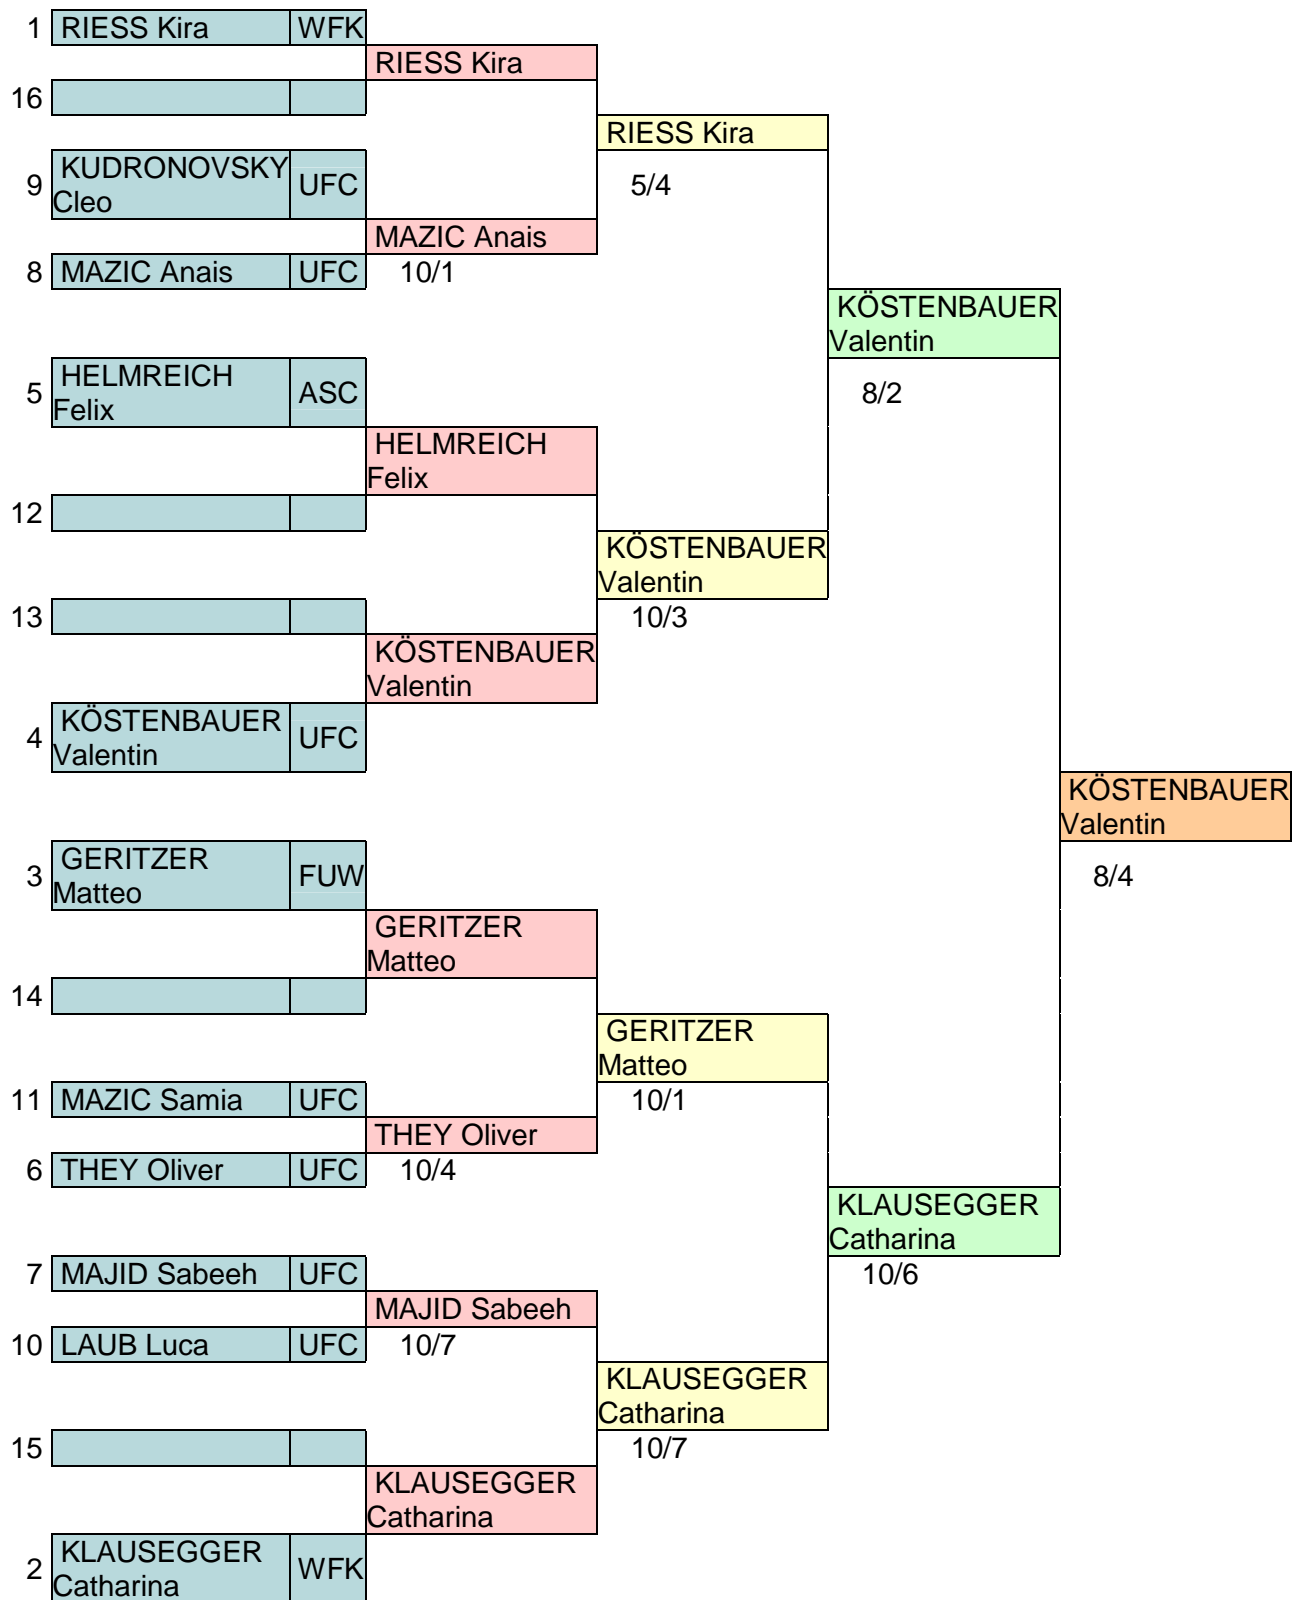 1 RIESS Kira WFK
RIESS Kira
16
RIESS Kira
KUDRONOVSKY
9 UFC 5/4
Cleo
MAZIC Anais
8 MAZIC Anais UFC 10/1
KÖSTENBAUER
Valentin
HELMREICH
5 ASC 8/2
Felix
HELMREICH
Felix
12
KÖSTENBAUER
Valentin
13 10/3
KÖSTENBAUER
Valentin
KÖSTENBAUER
4 UFC
Valentin
KÖSTENBAUER
Valentin
GERITZER
3 FUW 8/4
Matteo
GERITZER
Matteo
14
GERITZER
Matteo
11 MAZIC Samia UFC 10/1
THEY Oliver
6 THEY Oliver UFC 10/4
KLAUSEGGER
Catharina
7 MAJID Sabeeh UFC 10/6
MAJID Sabeeh
10 LAUB Luca UFC 10/7
KLAUSEGGER
Catharina
15 10/7
KLAUSEGGER
Catharina
KLAUSEGGER
2 WFK
Catharina